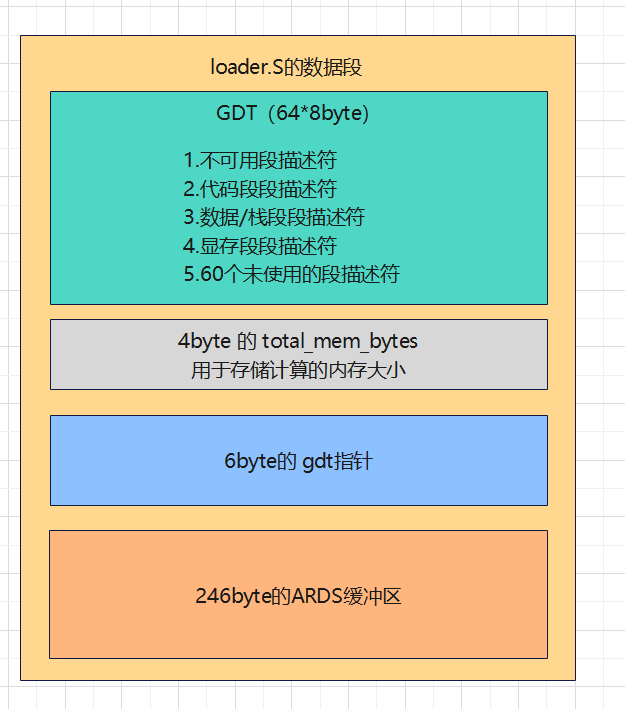 loader.S的数据段
GDT（64*8byte）
1.不可用段描述符
2.代码段段描述符
3.数据/栈段段描述符
4.显存段段描述符
5.60个未使用的段描述符
4byte 的 total_mem_bytes
用于存储计算的内存大小
6byte的 gdt指针
246byte的ARDS缓冲区